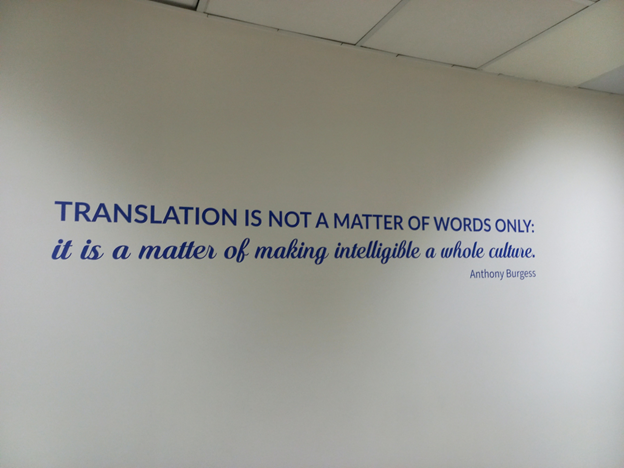 TRANSLATION IS NOT A MATTER OF WORDS ONLY:
it is a matter of making intelligible a whole culture.
Anthony Burgess